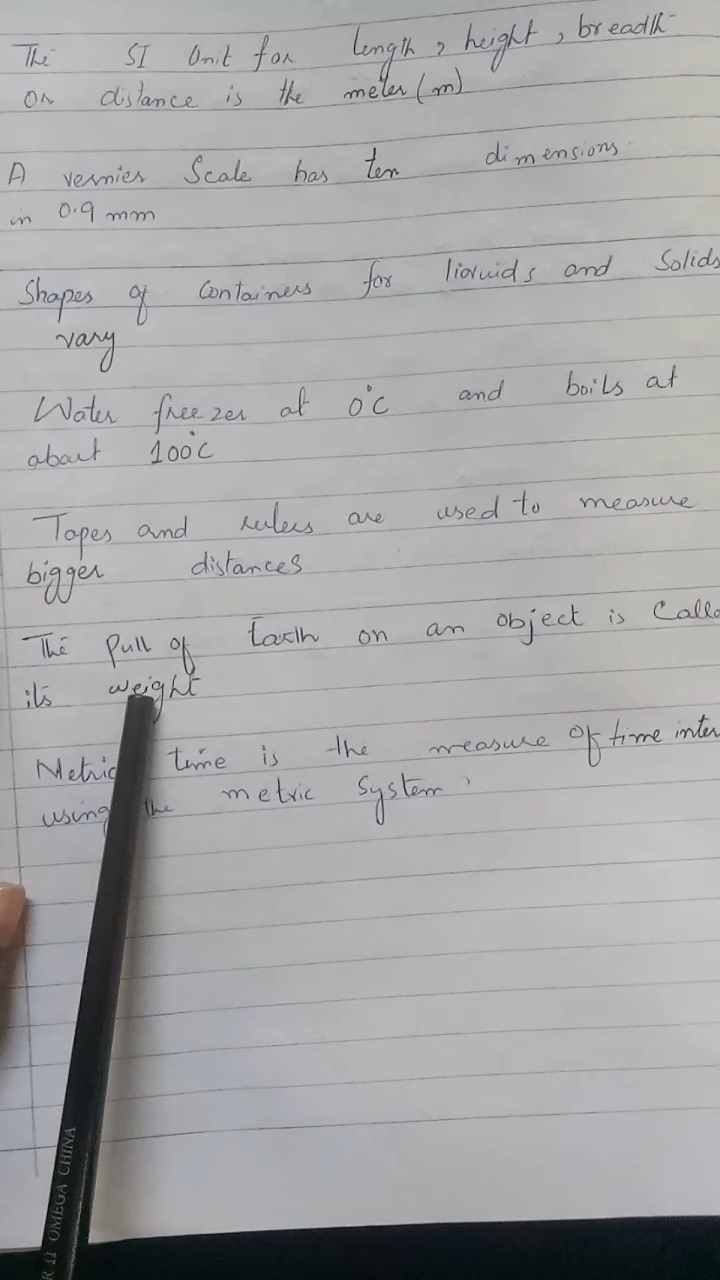 The SI Unit for length, height, breadth
or distance is the meter (m)
A vernier Scale has ten dimensions
in 0.9 mm
Shapes of Containers for liquids and Solids
vary
Water freezes at 0°C and boils at
about 100°C
Tapes and rulers are used to measure
bigger distances
The Pull of Earth on an object is Calle
its weight
Metric time is the measure of time inter
using the metric System.
R Ω OMEGA CHINA